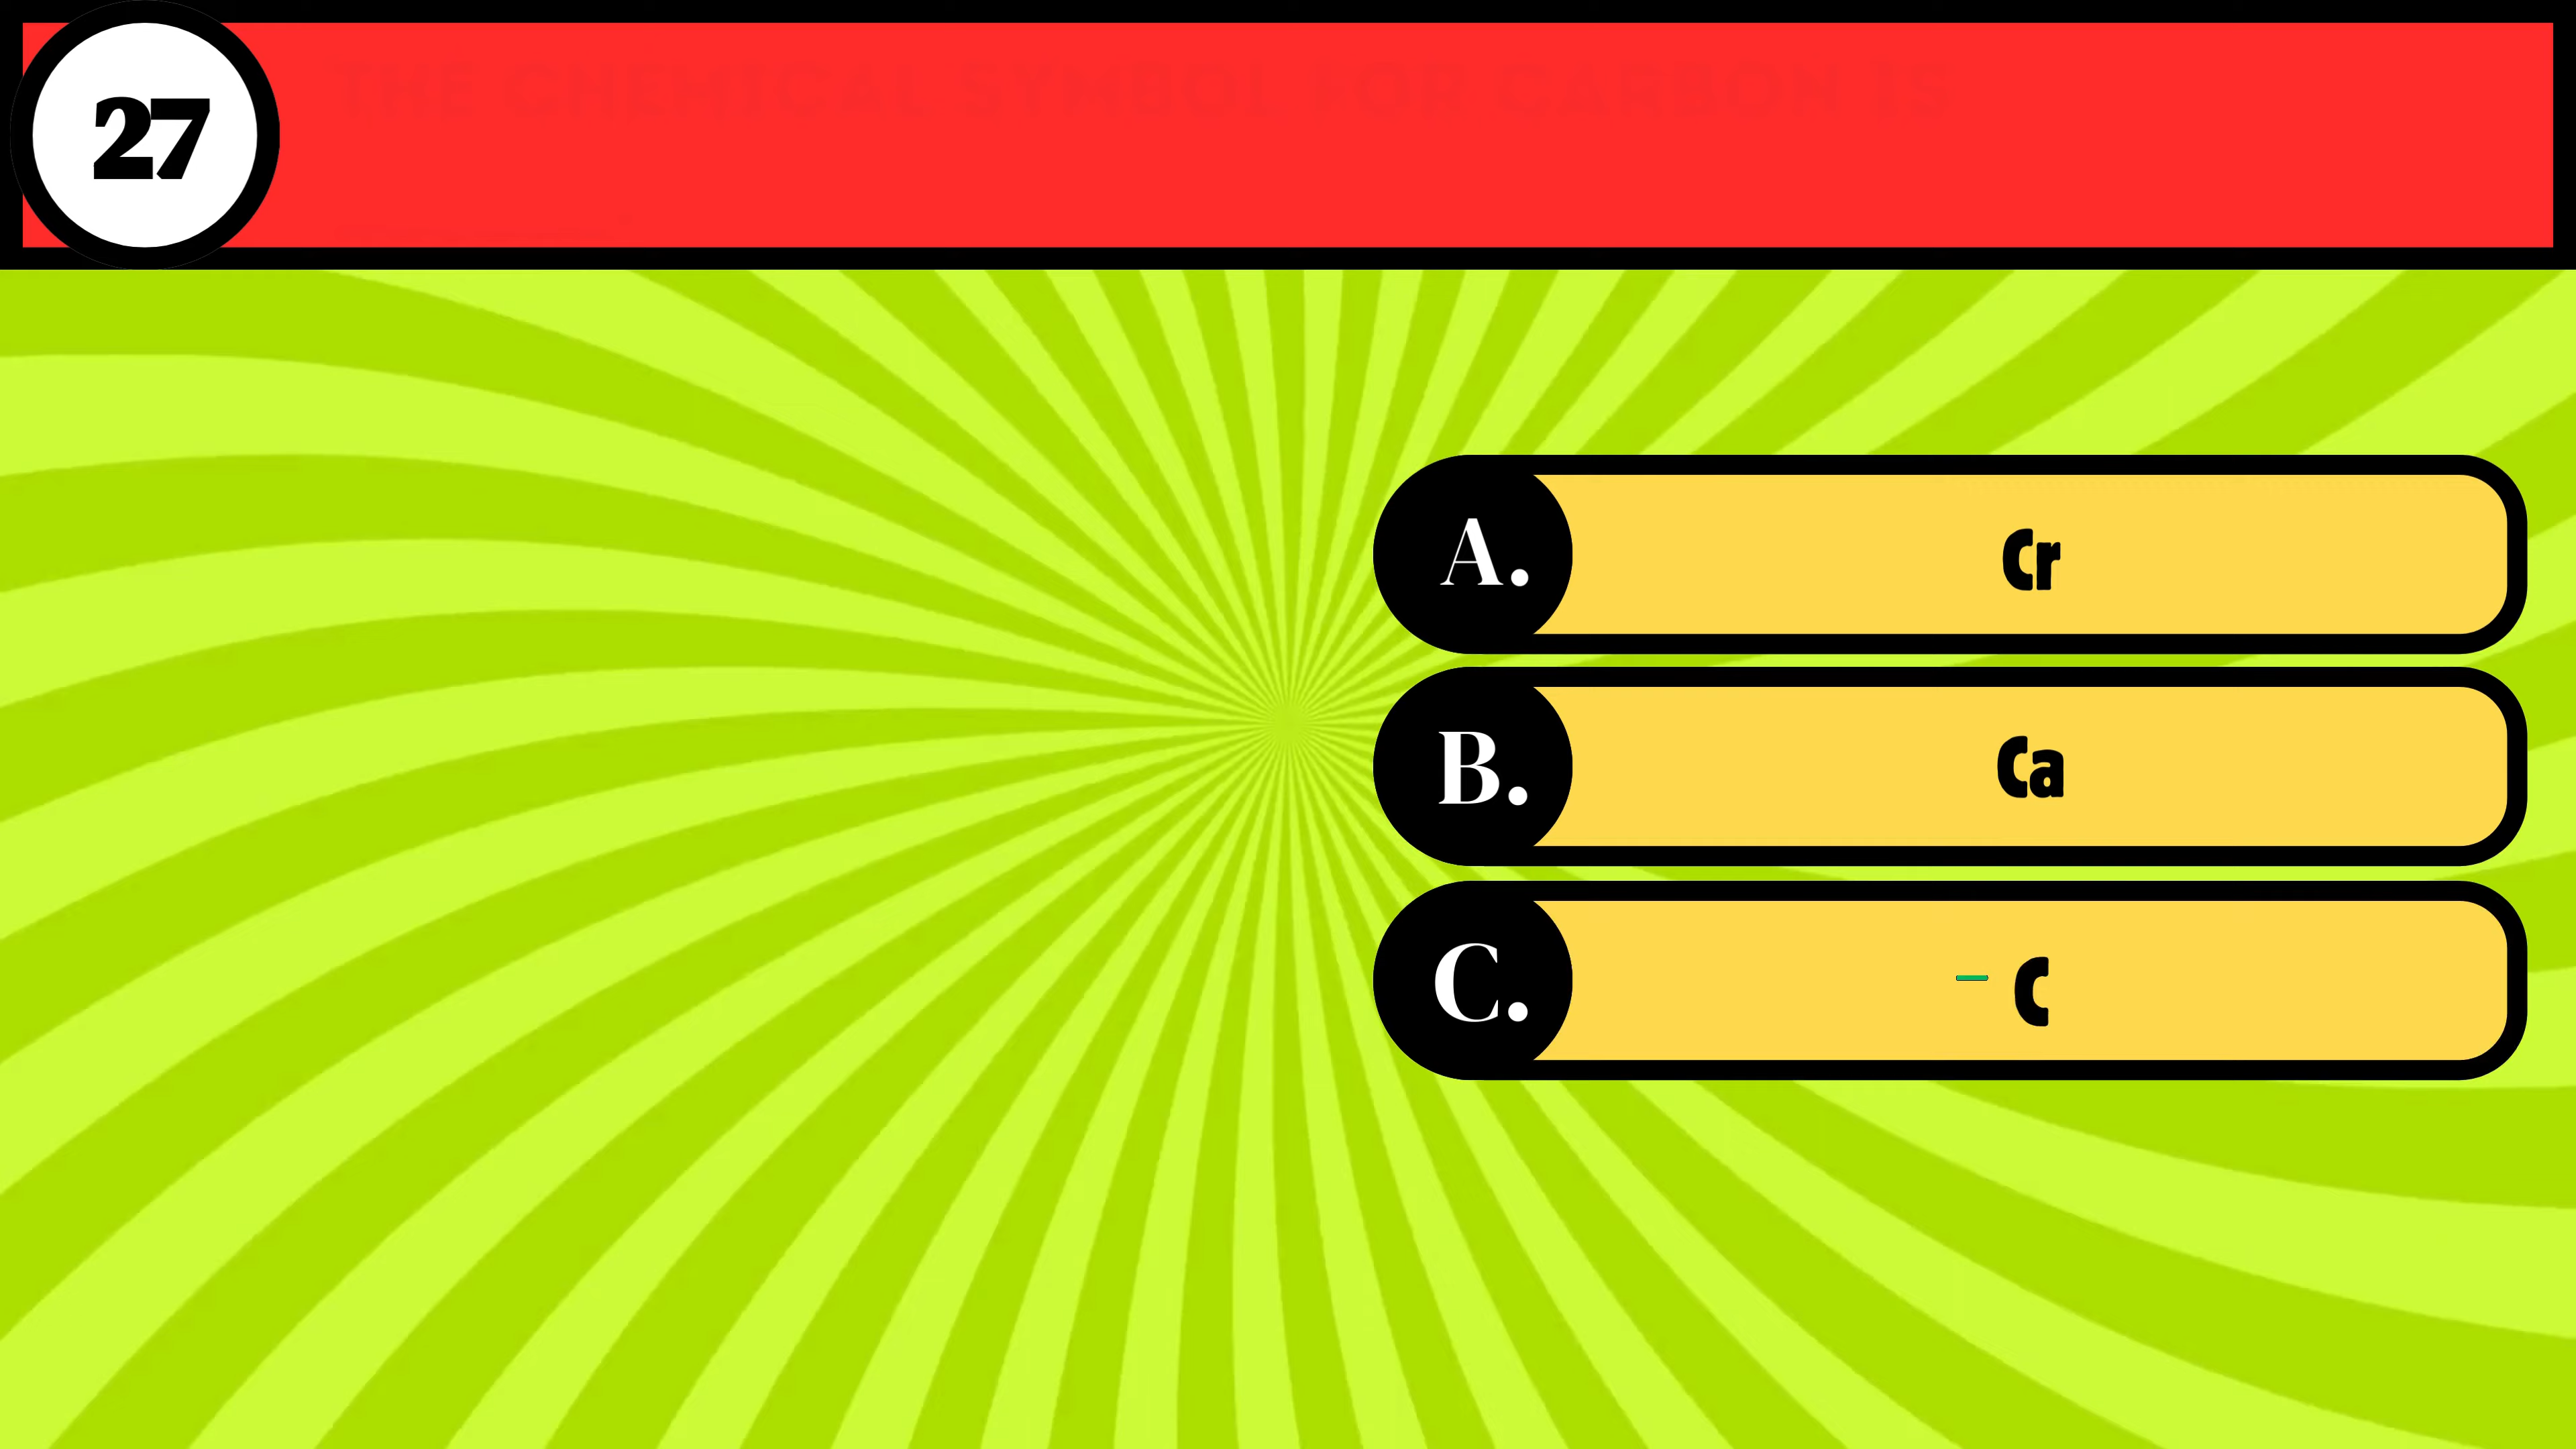 27
THE CHEMICAL SYMBOL FOR CARBON IS
A.
Cr
B.
Ca
C.
C